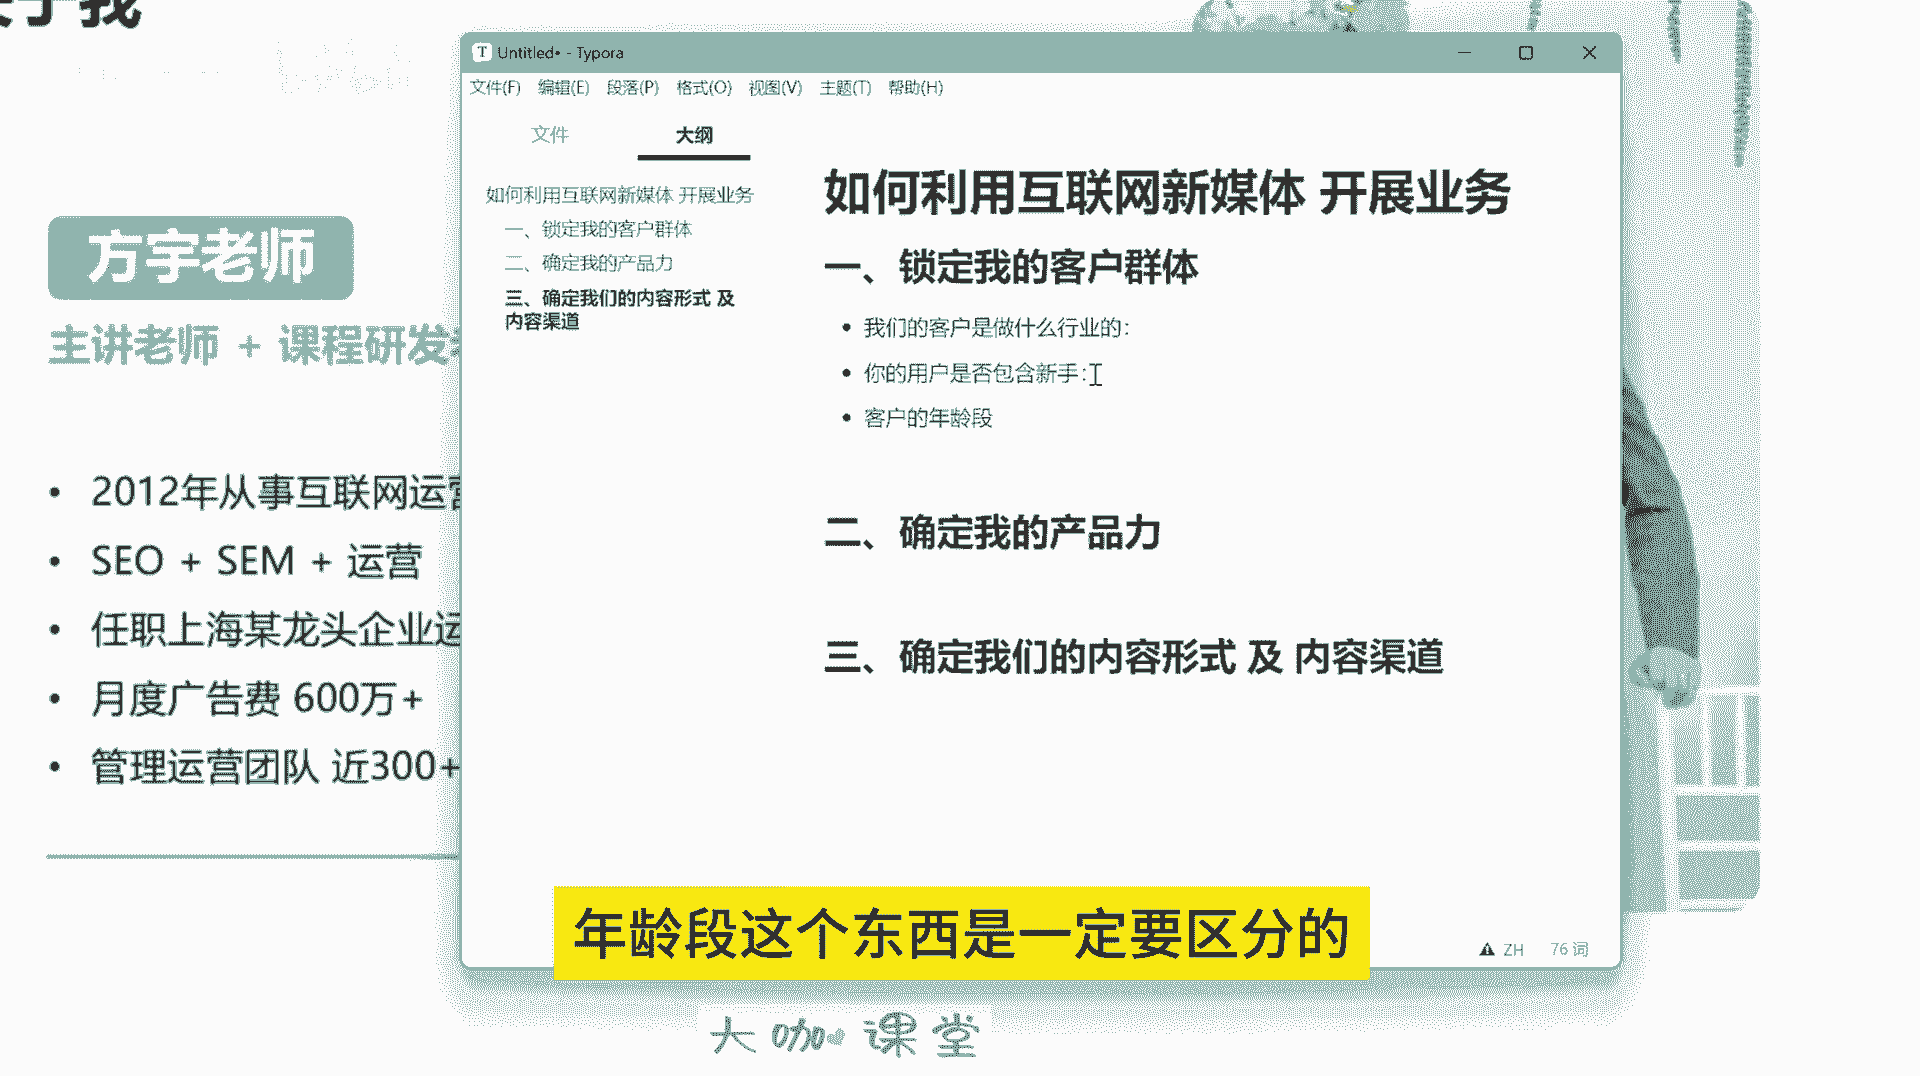 关于我
方宇老师
主讲老师 + 课程研发
• 2012年从事互联网运营
• SEO + SEM + 运营
• 任职上海某龙头企业运
• 月度广告费 600万+
• 管理运营团队 近300+
Untitled• - Typora
文件(F) 编辑(E) 段落(P) 格式(O) 视图(V) 主题(T) 帮助(H)
文件 大纲
如何利用互联网新媒体 开展业务
一、锁定我的客户群体
二、确定我的产品力
三、确定我们的内容形式 及
内容渠道
如何利用互联网新媒体 开展业务
一、锁定我的客户群体
• 我们的客户是做什么行业的:
• 你的用户是否包含新手:
• 客户的年龄段
二、确定我的产品力
三、确定我们的内容形式 及 内容渠道
ZH 76 词
年龄段这个东西是一定要区分的
大咖课堂